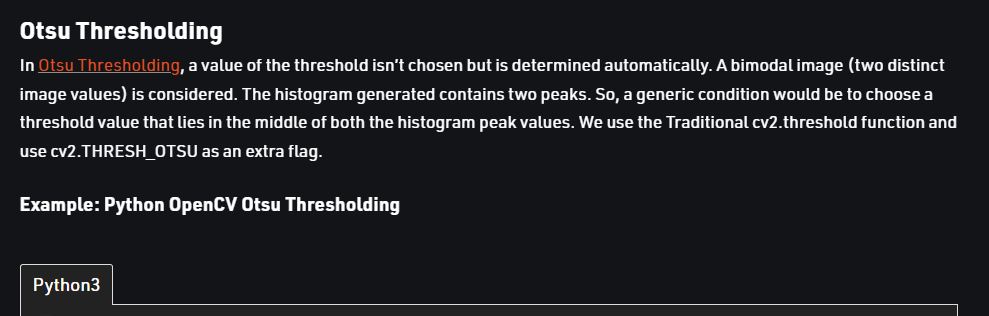 Otsu Thresholding
In Otsu Thresholding, a value of the threshold isn’t chosen but is determined automatically. A bimodal image (two distinct
image values) is considered. The histogram generated contains two peaks. So, a generic condition would be to choose a
threshold value that lies in the middle of both the histogram peak values. We use the Traditional cv2.threshold function and
use cv2.THRESH_OTSU as an extra flag.
Example: Python OpenCV Otsu Thresholding
Python3